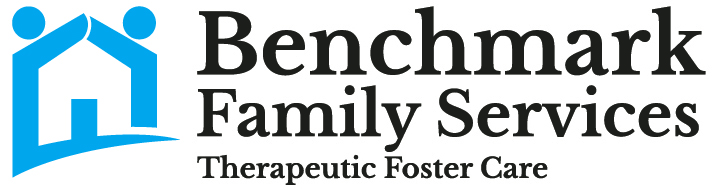 Benchmark
Family Services
Therapeutic Foster Care